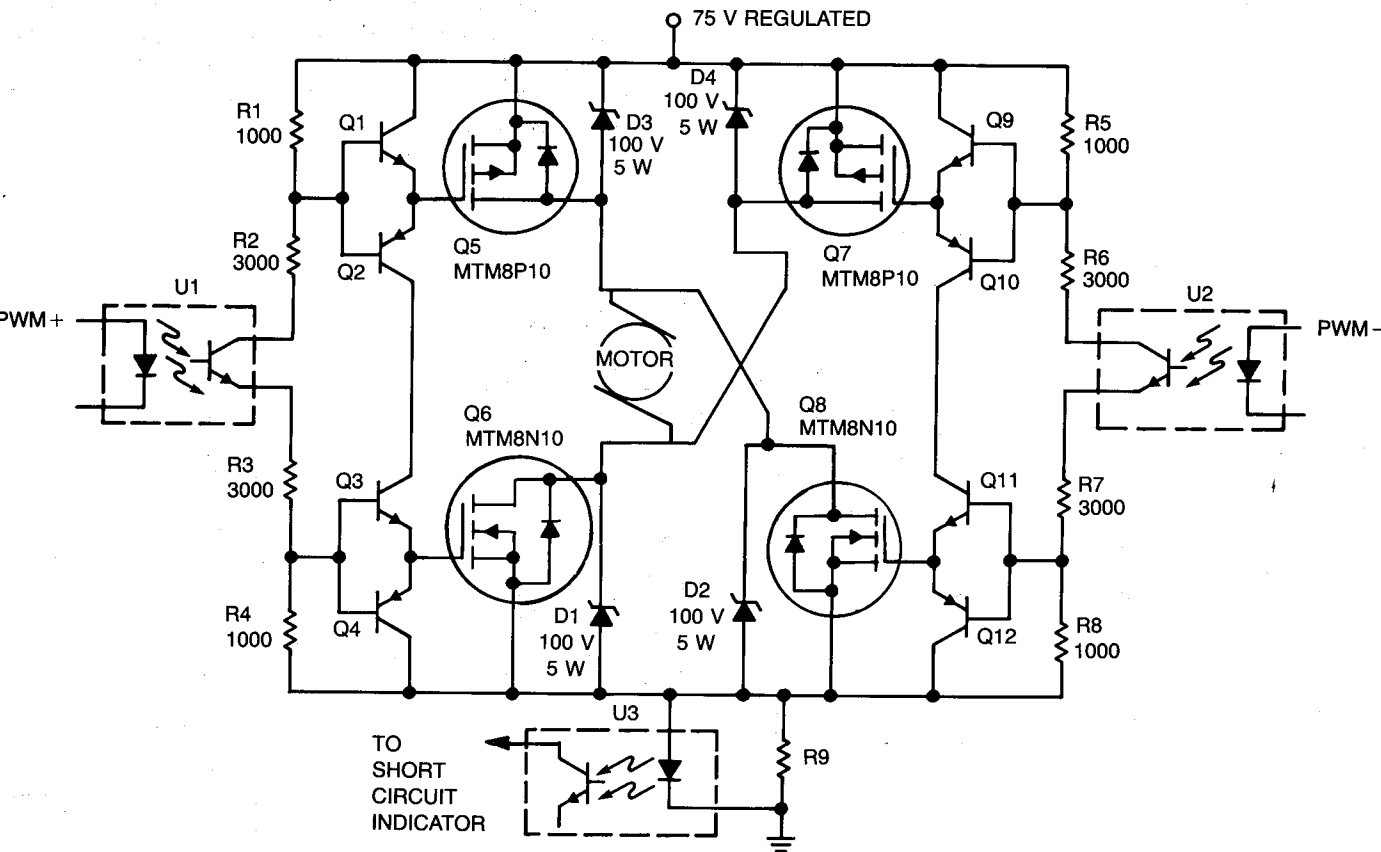 75 V REGULATED
R1
1000
Q1
D3
100 V
5 W
D4
100 V
5 W
Q9
R5
1000
R2
3000
Q2
Q5
MTM8P10
Q7
MTM8P10
Q10
R6
3000
U1
U2
PWM+
PWM-
MOTOR
Q6
MTM8N10
Q8
MTM8N10
R3
3000
Q3
Q11
R7
3000
R4
1000
Q4
D1
100 V
5 W
D2
100 V
5 W
Q12
R8
1000
U3
TO
SHORT
CIRCUIT
INDICATOR
R9